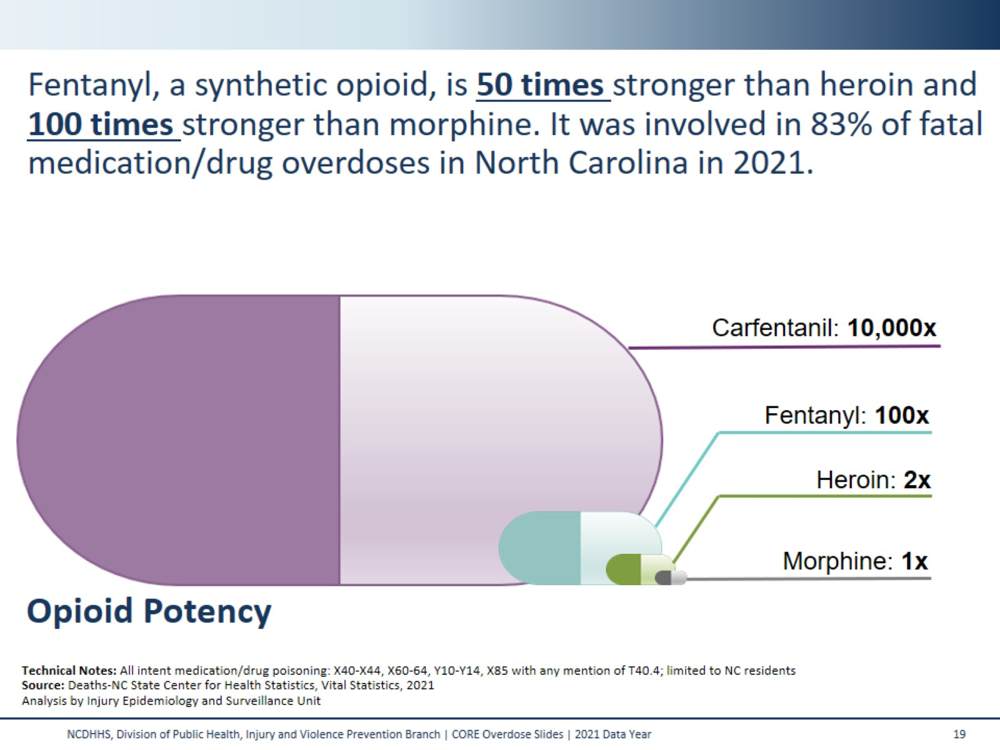 Fentanyl, a synthetic opioid, is 50 times stronger than heroin and
100 times stronger than morphine. It was involved in 83% of fatal
medication/drug overdoses in North Carolina in 2021.
Carfentanil: 10,000x
Fentanyl: 100x
Heroin: 2x
Morphine: 1x
Opioid Potency
Technical Notes: All intent medication/drug poisoning: X40-X44, X60-64, Y10-Y14, X85 with any mention of T40.4; limited to NC residents
Source: Deaths-NC State Center for Health Statistics, Vital Statistics, 2021
Analysis by Injury Epidemiology and Surveillance Unit
NCDHHS, Division of Public Health, Injury and Violence Prevention Branch | CORE Overdose Slides | 2021 Data Year
19